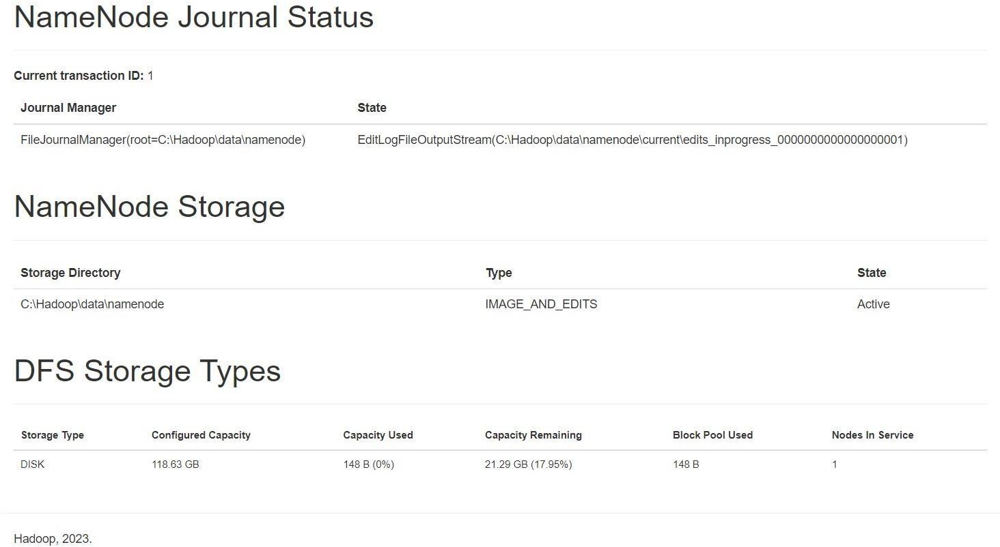 NameNode Journal Status
Current transaction ID: 1
Journal Manager State
FileJournalManager(root=C:\Hadoop\data\namenode) EditLogFileOutputStream(C:\Hadoop\data\namenode\current\edits_inprogress_0000000000000000001)
NameNode Storage
Storage Directory Type State
C:\Hadoop\data\namenode IMAGE_AND_EDITS Active
DFS Storage Types
Storage Type Configured Capacity Capacity Used Capacity Remaining Block Pool Used Nodes In Service
DISK 118.63 GB 148 B (0%) 21.29 GB (17.95%) 148 B 1
Hadoop, 2023.